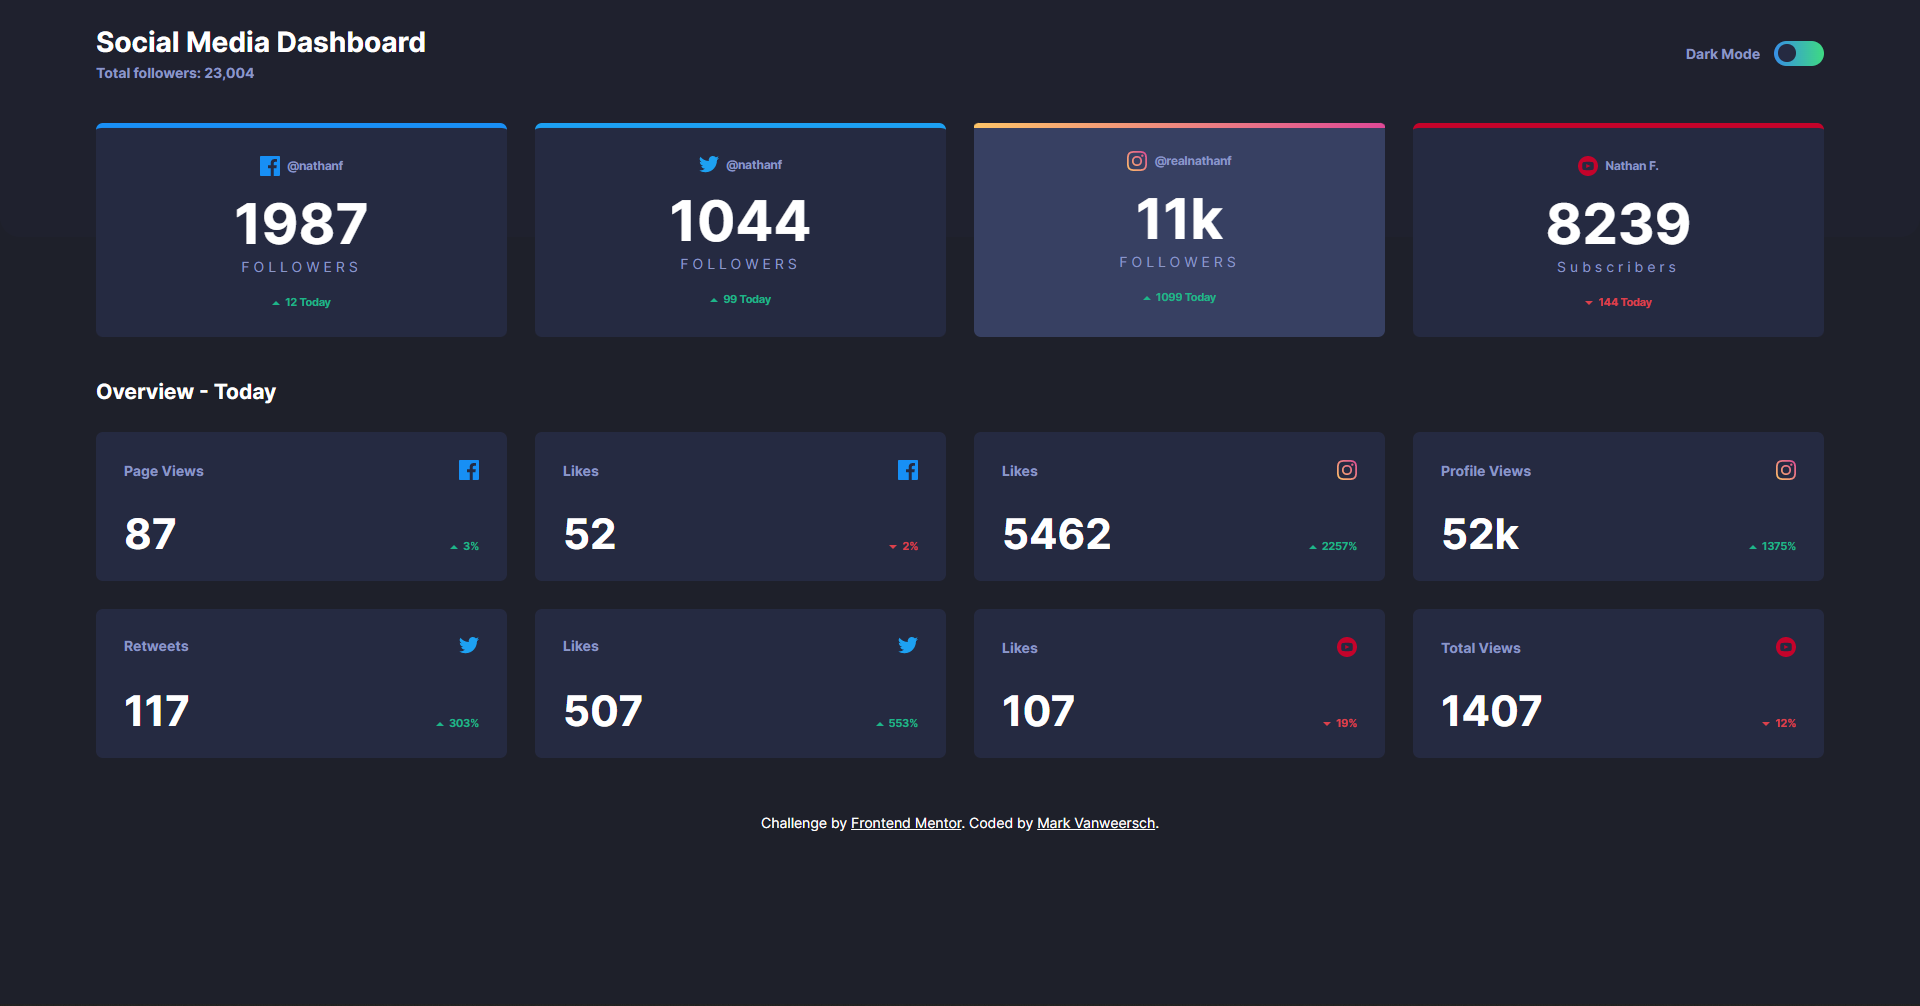 Social Media Dashboard
Total followers: 23,004
Dark Mode
@nathanf
1987
FOLLOWERS
12 Today
@nathanf
1044
FOLLOWERS
99 Today
@realnathanf
11k
FOLLOWERS
1099 Today
Nathan F.
8239
Subscribers
144 Today
Overview - Today
Page Views
87
3%
Likes
52
2%
Likes
5462
2257%
Profile Views
52k
1375%
Retweets
117
303%
Likes
507
553%
Likes
107
19%
Total Views
1407
12%
Challenge by Frontend Mentor. Coded by Mark Vanweersch.